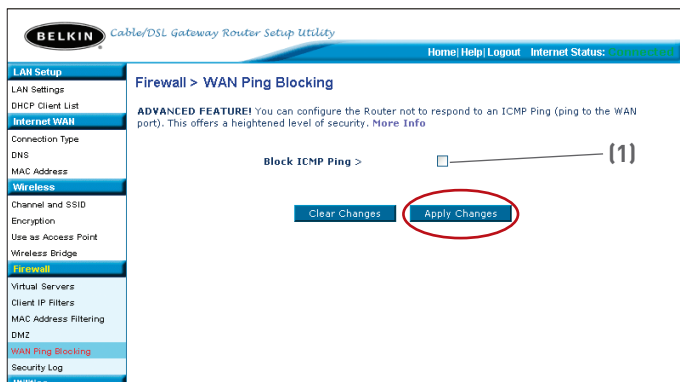 BELKIN
Cable/DSL Gateway Router Setup Utility
Home| Help| Logout Internet Status: Connected
LAN Setup
LAN Settings
DHCP Client List
Internet WAN
Connection Type
DNS
MAC Address
Wireless
Channel and SSID
Encryption
Use as Access Point
Wireless Bridge
Firewall
Virtual Servers
Client IP Filters
MAC Address Filtering
DMZ
WAN Ping Blocking
Security Log
Firewall > WAN Ping Blocking
ADVANCED FEATURE! You can configure the Router not to respond to an ICMP Ping (ping to the WAN
port). This offers a heightened level of security. More Info
Block ICMP Ping >
(1)
Clear Changes Apply Changes